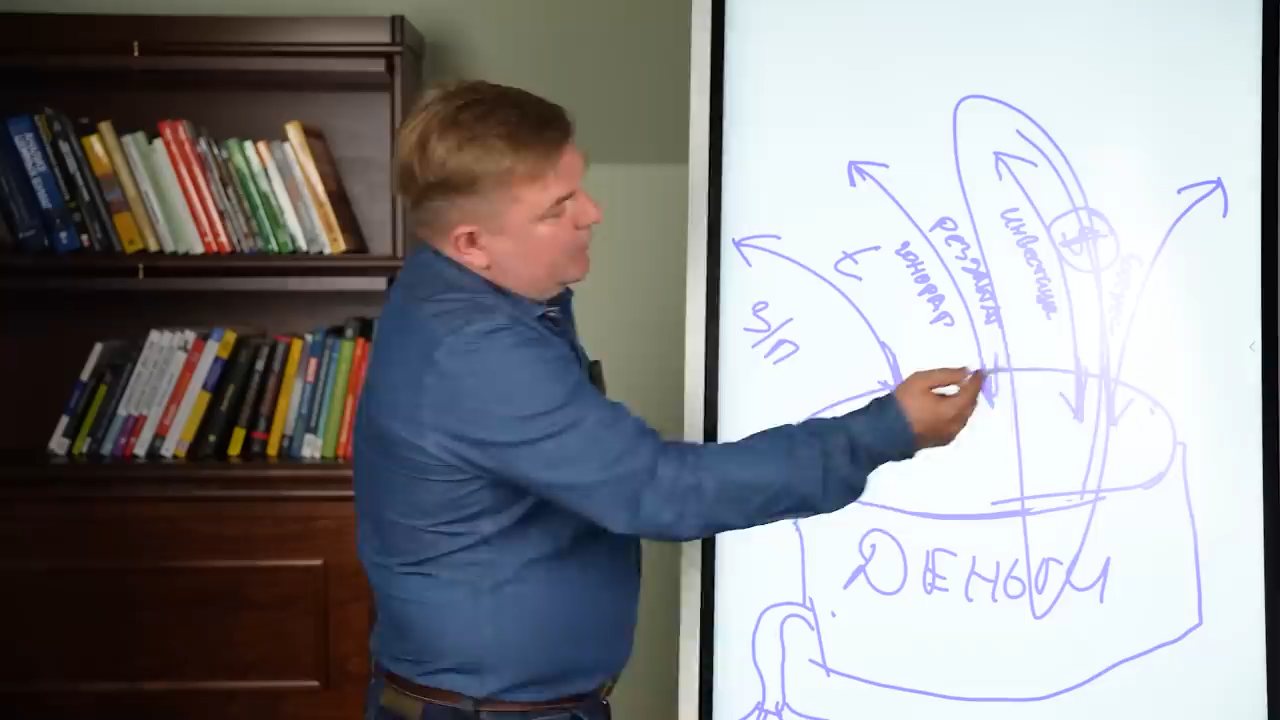 З/П
ГОНОРАР
РЕЗУЛЬТАТ
ИНВЕСТИЦИИ
$
ДЕНЬГИ